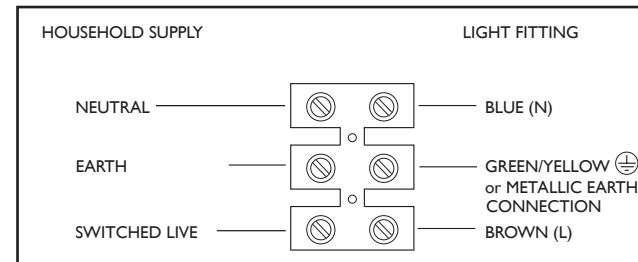 HOUSEHOLD SUPPLY LIGHT FITTING
NEUTRAL BLUE (N)
EARTH GREEN/YELLOW
or METALLIC EARTH
CONNECTION
SWITCHED LIVE BROWN (L)